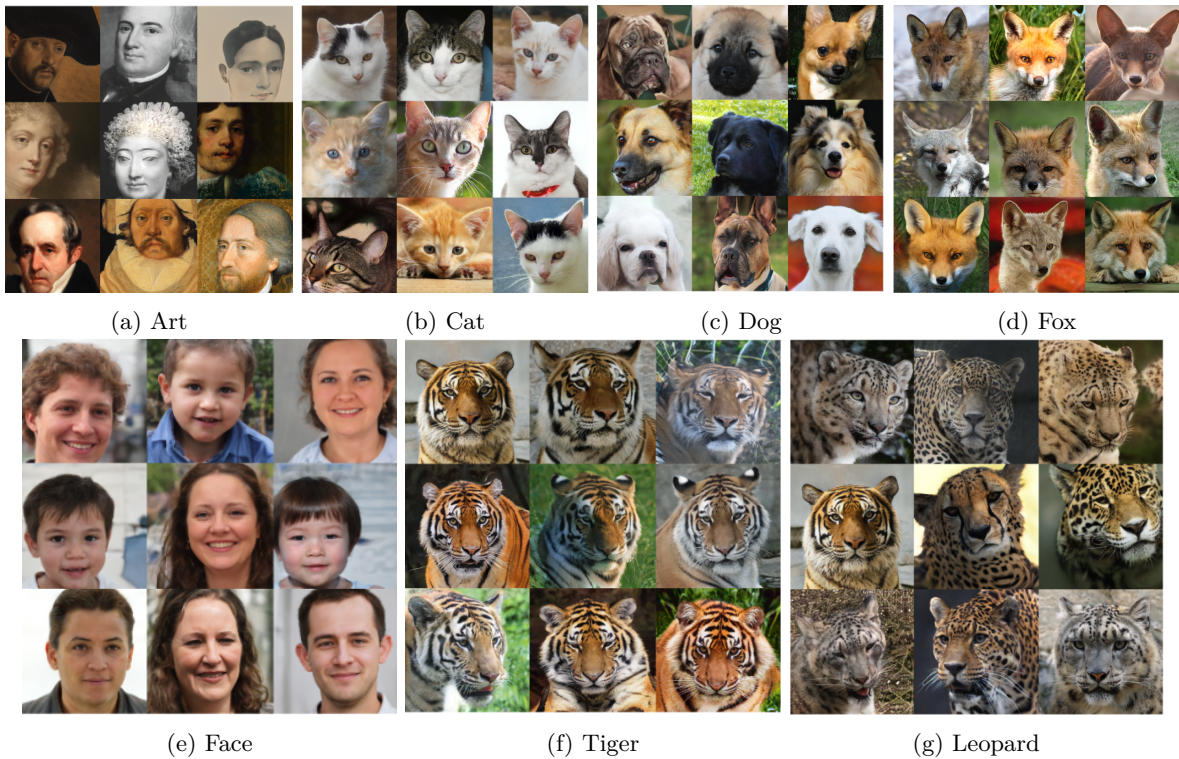 (a) Art
(b) Cat
(c) Dog
(d) Fox
(e) Face
(f) Tiger
(g) Leopard